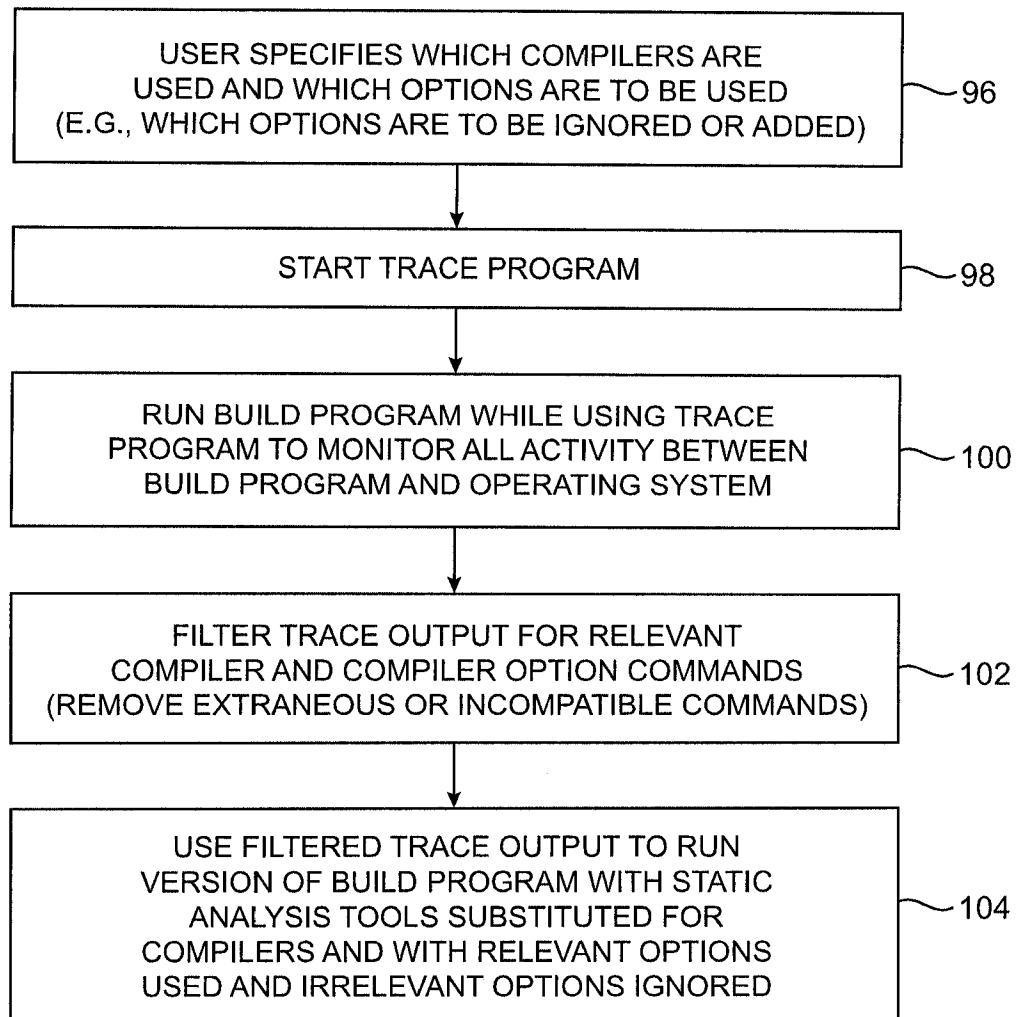 USER SPECIFIES WHICH COMPILERS ARE
USED AND WHICH OPTIONS ARE TO BE USED
(E.G., WHICH OPTIONS ARE TO BE IGNORED OR ADDED)
96
START TRACE PROGRAM
98
RUN BUILD PROGRAM WHILE USING TRACE
PROGRAM TO MONITOR ALL ACTIVITY BETWEEN
BUILD PROGRAM AND OPERATING SYSTEM
100
FILTER TRACE OUTPUT FOR RELEVANT
COMPILER AND COMPILER OPTION COMMANDS
(REMOVE EXTRANEOUS OR INCOMPATIBLE COMMANDS)
102
USE FILTERED TRACE OUTPUT TO RUN
VERSION OF BUILD PROGRAM WITH STATIC
ANALYSIS TOOLS SUBSTITUTED FOR
COMPILERS AND WITH RELEVANT OPTIONS
USED AND IRRELEVANT OPTIONS IGNORED
104